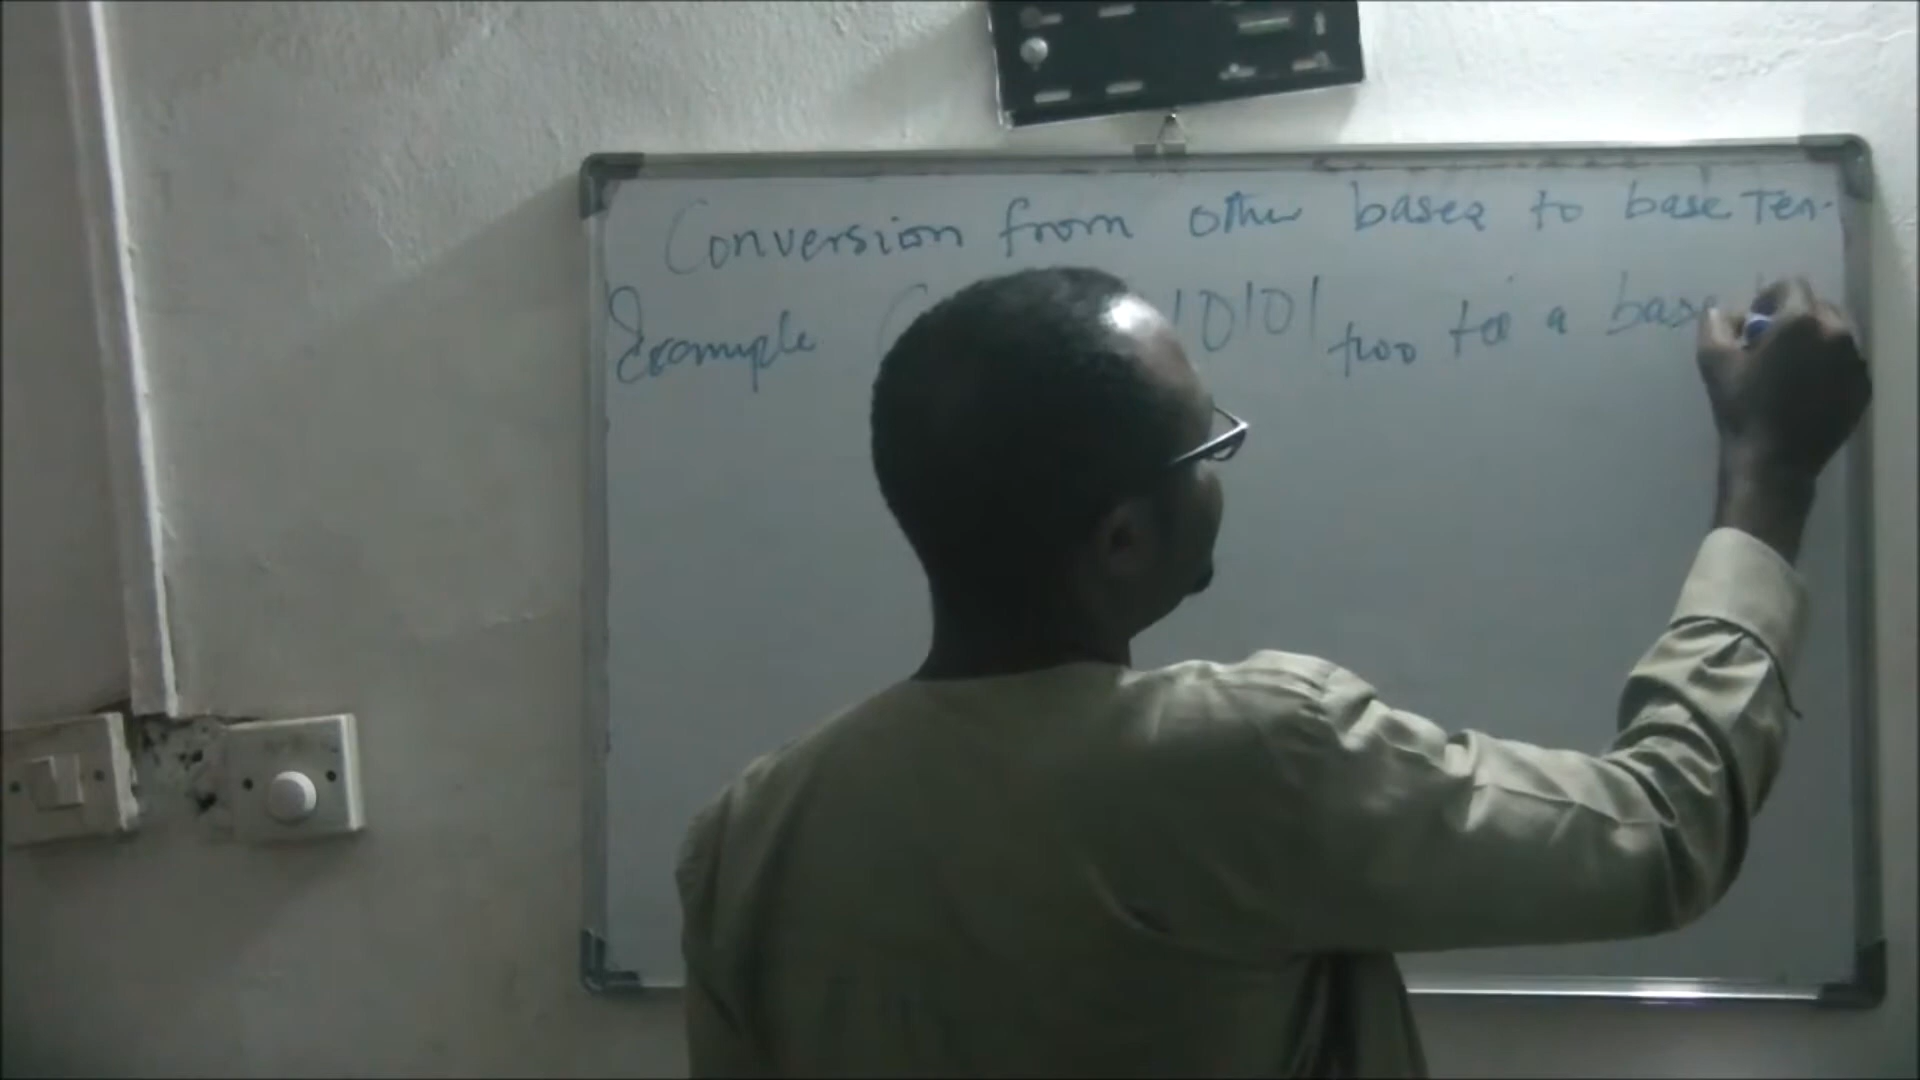 Conversion from other bases to base Ten.
Example 10101 two to a base